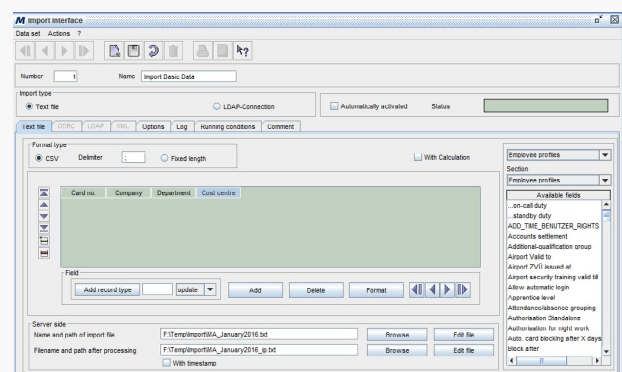 M Import Interface
Data set Actions ?
Number 1 Name Import Basic Data
Import type
Text file LDAP-Connection Automatically activated Status
Text file ODBC LDAP XML Options Log Running conditions Comment
Format type
CSV Delimiter ; Fixed length With Calculation
Employee profiles
Section
Employee profiles
Card no. Company Department Cost centre
Available fields
...on-call duty
...standby duty
ADD_TIME_BENUTZER_RIGHTS
Accounts settlement
Additional-qualification group
Airport Valid to
Airport ZVÜ issued at
Airport security training valid till
Allow automatic login
Apprentice level
Attendance/absence grouping
Authorisation Standalone
Authorisation for night work
Auto. card blocking after X days
Block after
Field
Add record type update Add Delete Format
Server side
Name and path of import file F:\Temp\Import\MA_January2016.txt Browse Edit file
Filename and path after processing F:\Temp\Import\MA_January2016_ip.txt Browse Edit file
With timestamp